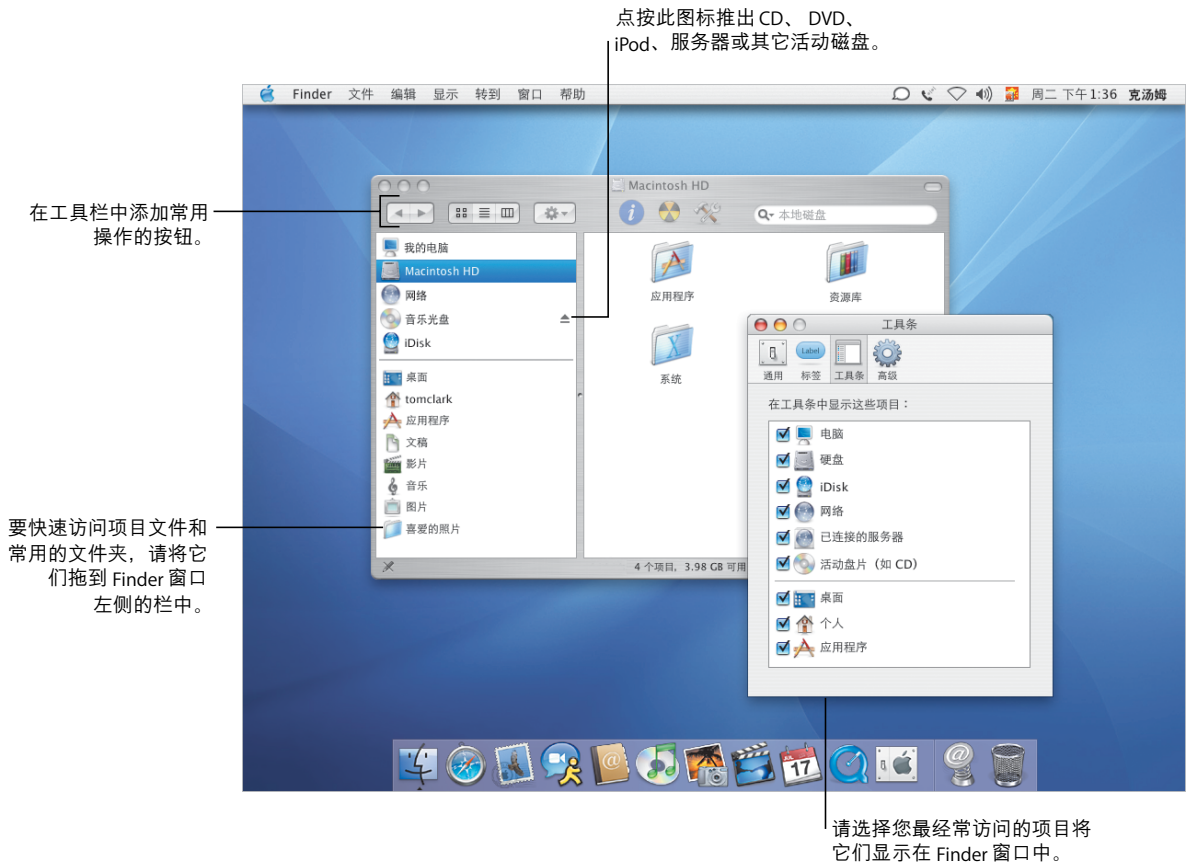 点按此图标推出 CD、 DVD、
iPod、服务器或其它活动磁盘。
Finder 文件 编辑 显示 转到 窗口 帮助
周二 下午1:36 克汤姆
在工具栏中添加常用
操作的按钮。
Macintosh HD
本地磁盘
我的电脑
Macintosh HD
网络
音乐光盘
iDisk
桌面
tomclark
应用程序
文稿
影片
音乐
图片
喜爱的照片
应用程序
资源库
系统
4 个项目, 3.98 GB 可用
要快速访问项目文件和
常用的文件夹，请将它
们拖到 Finder 窗口
左侧的栏中。
工具条
Label
通用 标签 工具条 高级
在工具条中显示这些项目：
电脑
硬盘
iDisk
网络
已连接的服务器
活动盘片（如 CD）
桌面
个人
应用程序
JUL
17
请选择您最经常访问的项目将
它们显示在 Finder 窗口中。